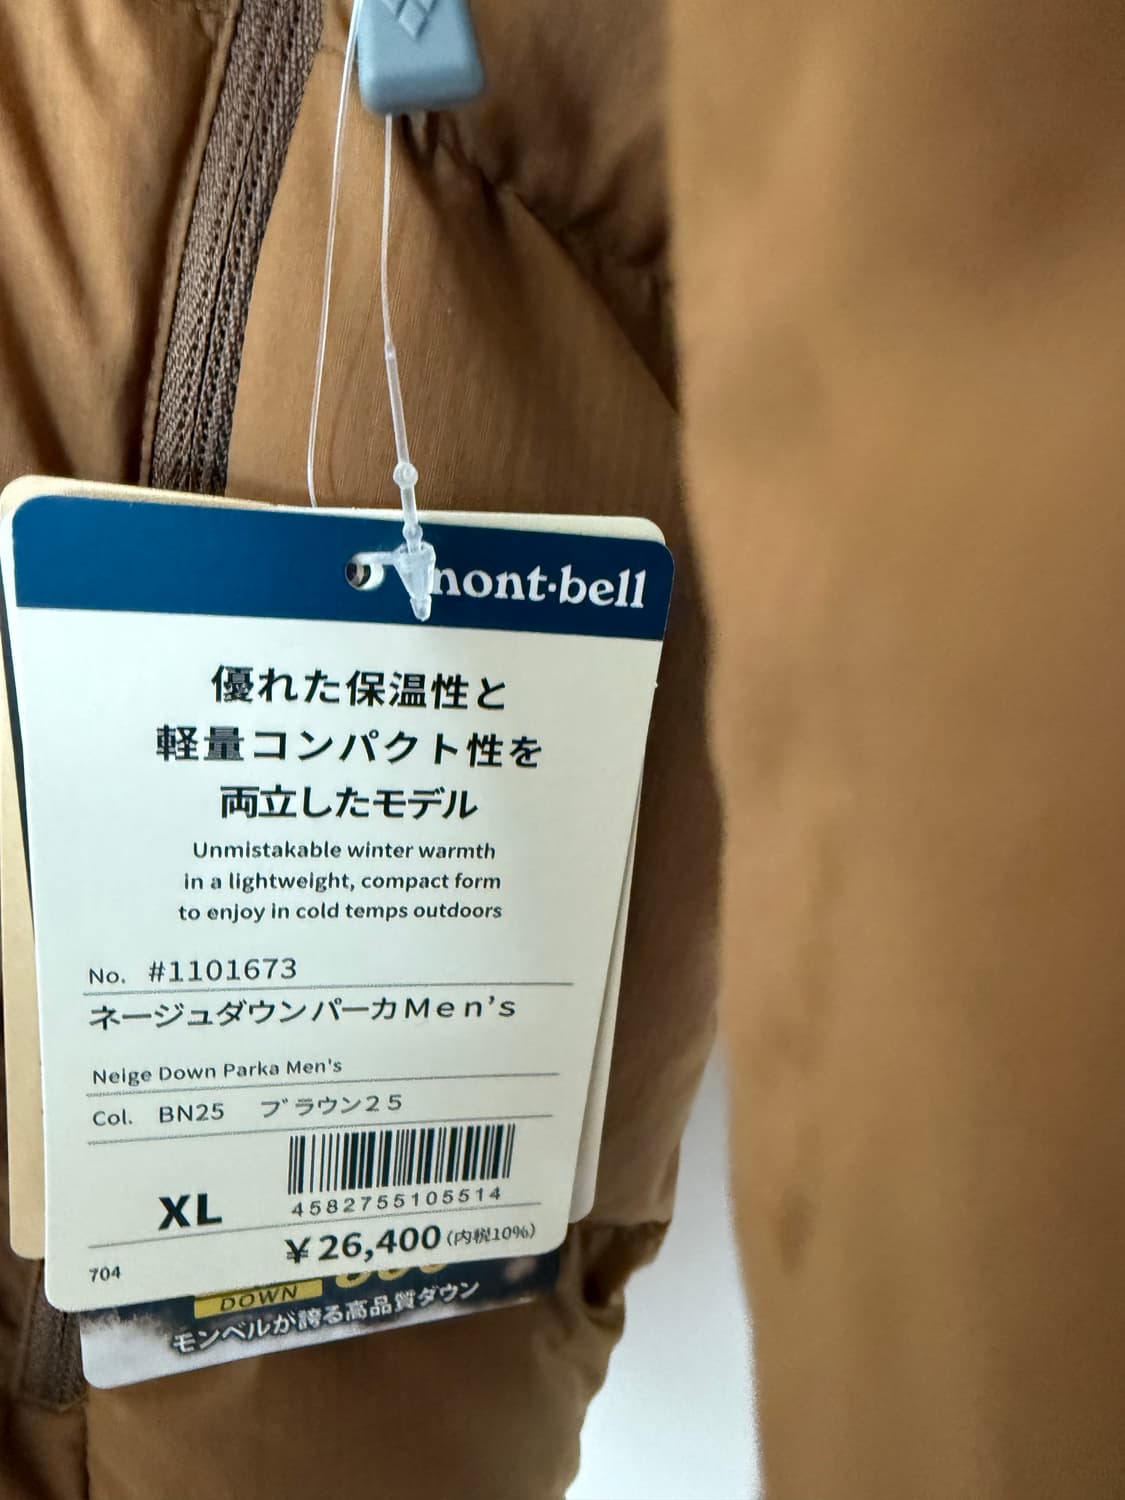 mont·bell
優れた保温性と
軽量コンパクト性を
両立したモデル
Unmistakable winter warmth
in a lightweight, compact form
to enjoy in cold temps outdoors
No. #1101673
ネージュダウンパーカMen's
Neige Down Parka Men's
Col. BN25 ブラウン25
XL
4582755105514
¥26,400(内税10%)
704
DOWN
モンベルが誇る高品質ダウン